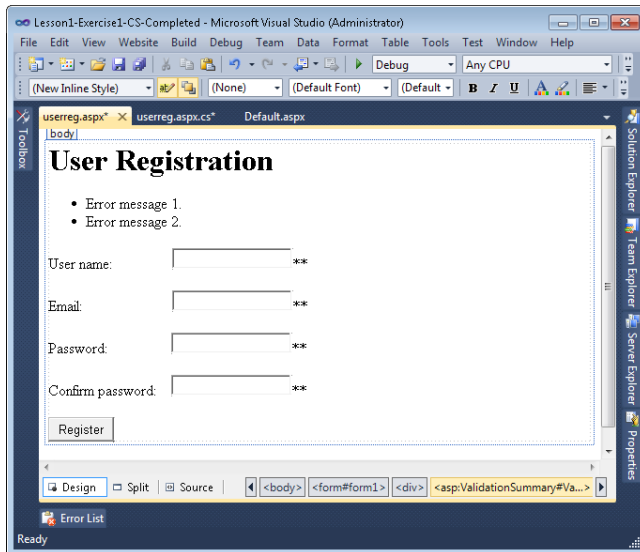 Lesson1-Exercise1-CS-Completed - Microsoft Visual Studio (Administrator)
File Edit View Website Build Debug Team Data Format Table Tools Test Window Help
Debug Any CPU
(New Inline Style) (None) (Default Font) (Default B I U A
userreg.aspx* userreg.aspx.cs* Default.aspx
Toolbox
body
User Registration
• Error message 1.
• Error message 2.
User name: **
Email: **
Password: **
Confirm password: **
Register
Solution Explorer
Team Explorer
Server Explorer
Properties
Design Split Source <body> <form#form1> <div> <asp:ValidationSummary#Va...>
Error List
Ready